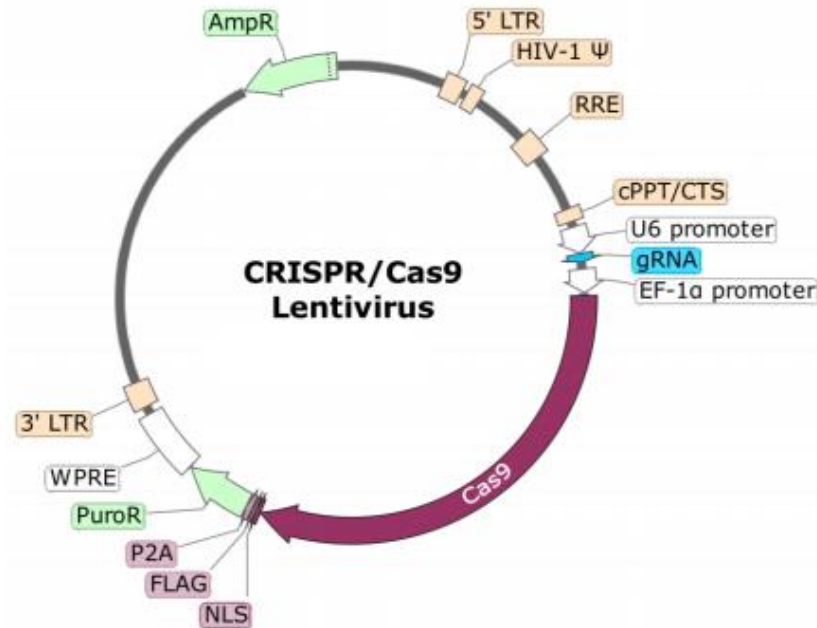 AmpR
5' LTR
HIV-1 Ψ
RRE
cPPT/CTS
U6 promoter
gRNA
EF-1α promoter
CRISPR/Cas9
Lentivirus
Cas9
3' LTR
WPRE
PuroR
P2A
FLAG
NLS